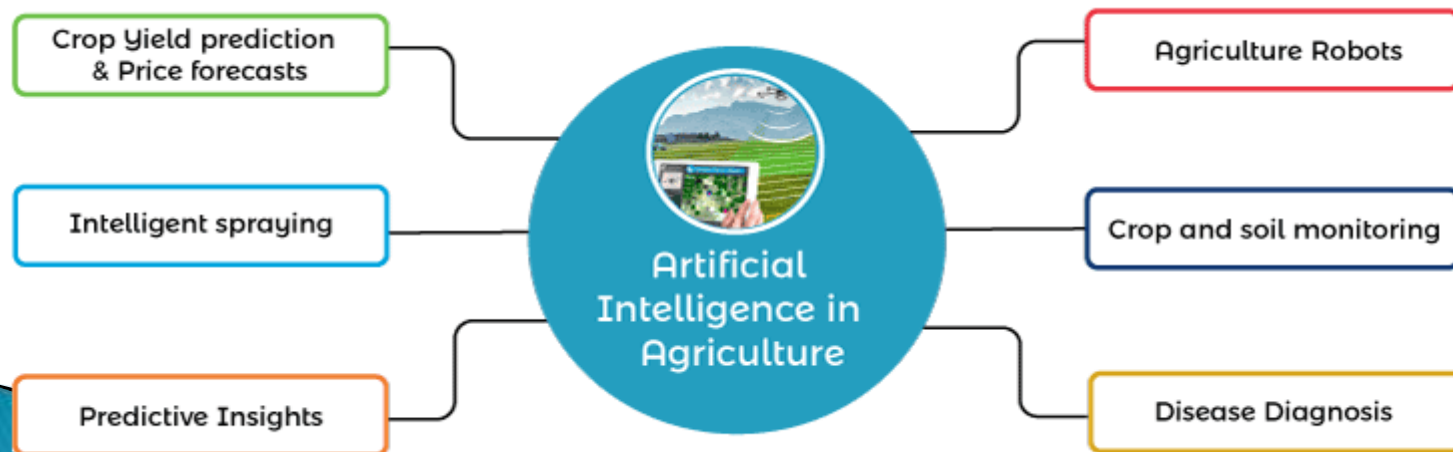 Crop Yield prediction
& Price forecasts
Intelligent spraying
Predictive Insights
Artificial
Intelligence in
Agriculture
Agriculture Robots
Crop and soil monitoring
Disease Diagnosis